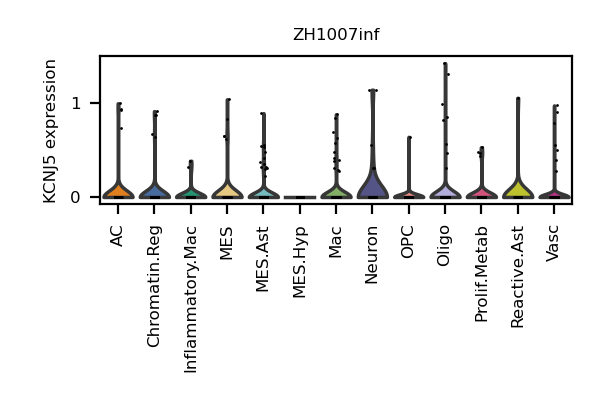 ZH1007inf
KCNJ5 expression
1
0
AC
Chromatin.Reg
Inflammatory.Mac
MES
MES.Ast
MES.Hyp
Mac
Neuron
OPC
Oligo
Prolif.Metab
Reactive.Ast
Vasc